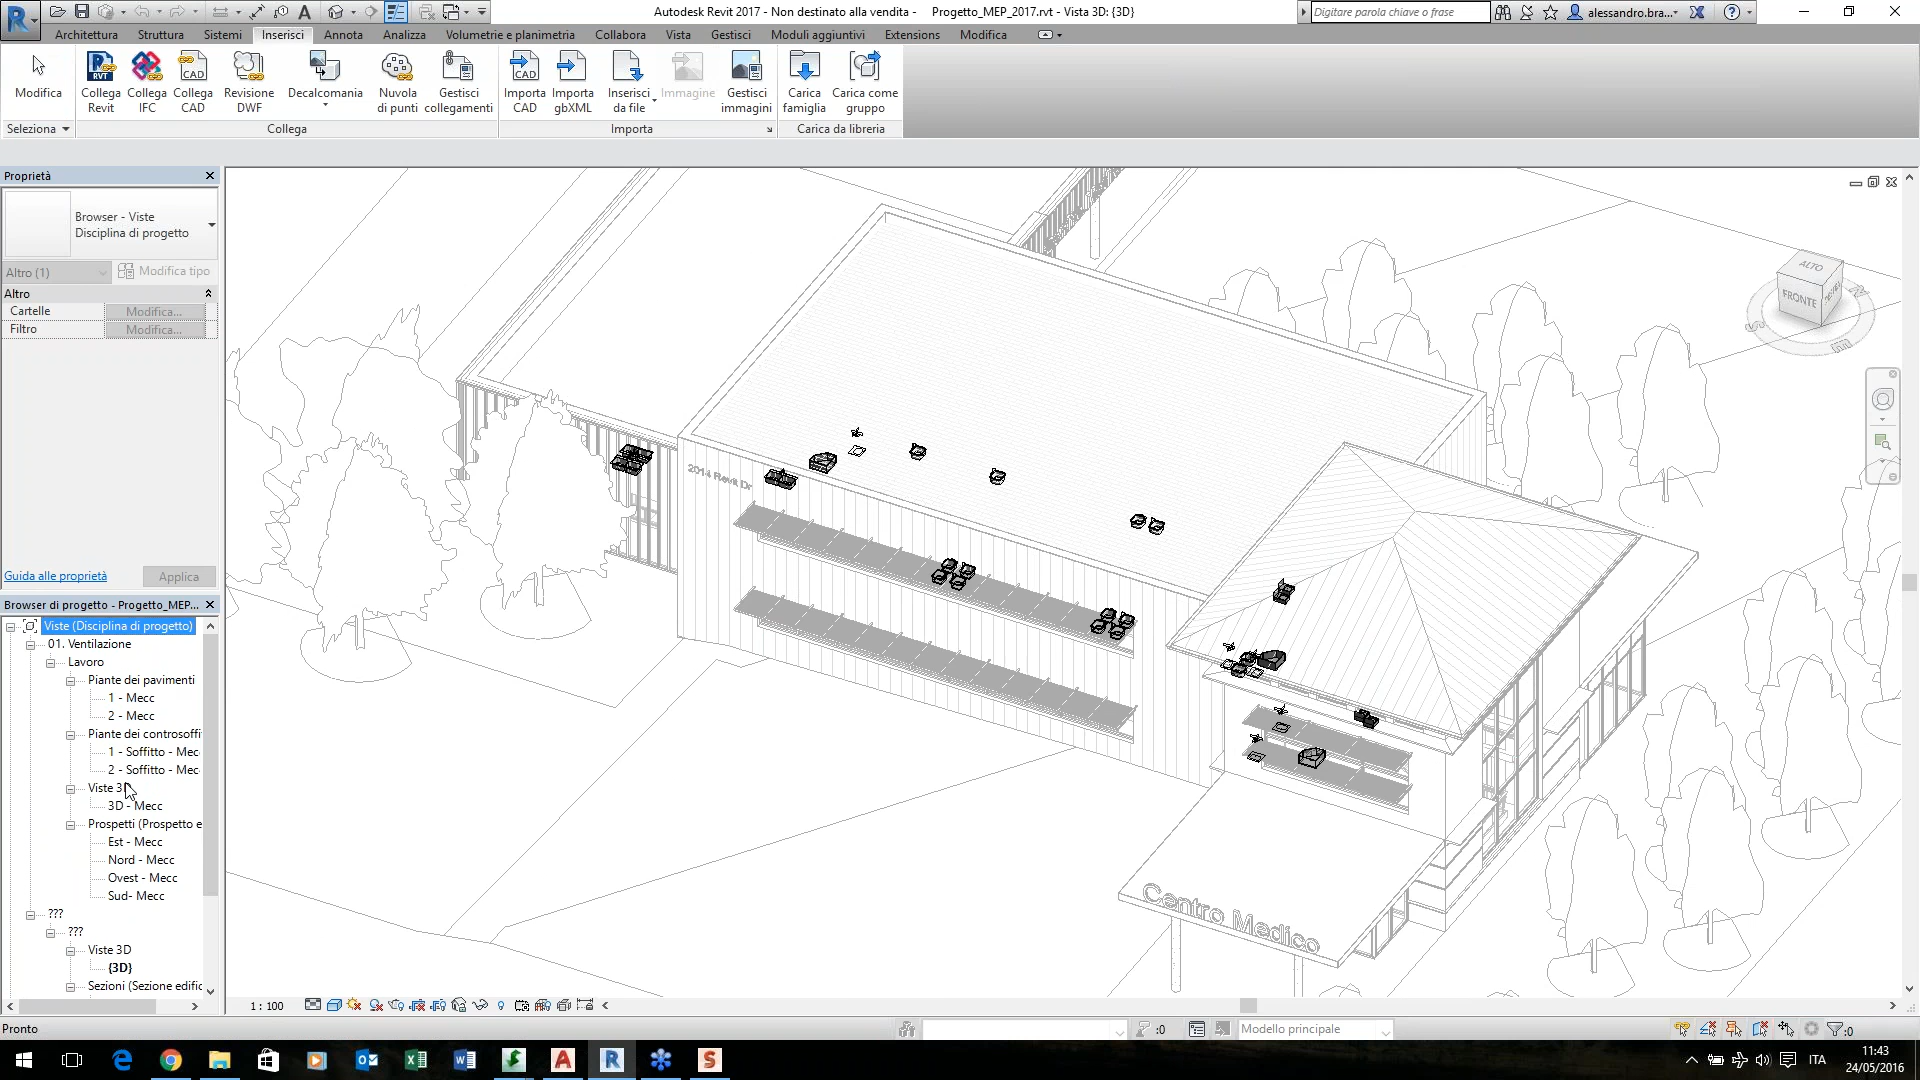 Autodesk Revit 2017 - Non destinato alla vendita - Progetto_MEP_2017.rvt - Vista 3D: {3D}
Digitare parola chiave o frase
alessandro.bra...
Architettura Struttura Sistemi Inserisci Annota Analizza Volumetrie e planimetria Collabora Vista Gestisci Moduli aggiuntivi Extensions Modifica
Modifica
Collega Revit
Collega IFC
Collega CAD
Revisione DWF
Decalcomania
Nuvola di punti
Gestisci collegamenti
Importa CAD
Importa gbXML
Inserisci da file
Immagine
Gestisci immagini
Carica famiglia
Carica come gruppo
Seleziona
Collega
Importa
Carica da libreria
Proprietà
Browser - Viste
Disciplina di progetto
Altro (1)
Modifica tipo
Altro
Cartelle Modifica...
Filtro Modifica...
Guida alle proprietà
Applica
Browser di progetto - Progetto_MEP...
Viste (Disciplina di progetto)
01. Ventilazione
Lavoro
Piante dei pavimenti
1 - Mecc
2 - Mecc
Piante dei controsoffi
1 - Soffitto - Mec
2 - Soffitto - Mec
Viste 3D
3D - Mecc
Prospetti (Prospetto e
Est - Mecc
Nord - Mecc
Ovest - Mecc
Sud- Mecc
???
???
Viste 3D
{3D}
Sezioni (Sezione edific
2014 Revit Dr
Centro Medico
ALTO
FRONTE
1 : 100
Pronto
:0
Modello principale
:0
ITA
11:43
24/05/2016